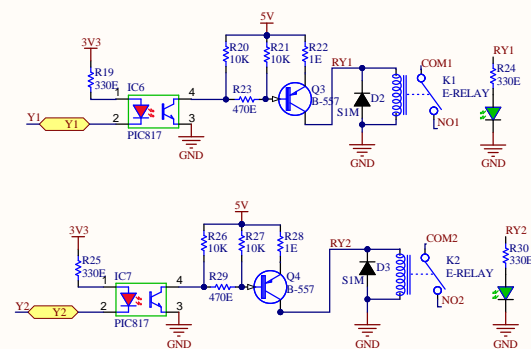 5V
3V3
R19
330E
IC6
1
4
2
3
PIC817
Y1
Y1
GND
R20
10K
R21
10K
R22
1E
R23
470E
Q3
B-557
RY1
D2
S1M
GND
COM1
K1
E-RELAY
NO1
RY1
R24
330E
GND
5V
3V3
R25
330E
IC7
1
4
2
3
PIC817
Y2
Y2
GND
R26
10K
R27
10K
R28
1E
R29
470E
Q4
B-557
RY2
D3
S1M
GND
COM2
K2
E-RELAY
NO2
RY2
R30
330E
GND